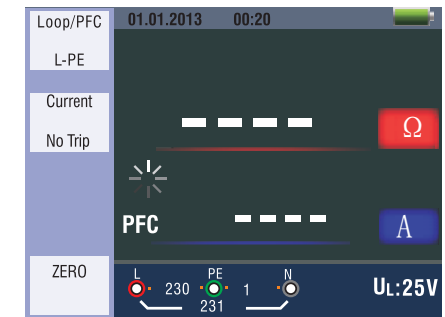 Loop/PFC
L-PE
Current
No Trip
ZERO
01.01.2013 00:20
---- Ω
PFC ---- A
L PE N
230 1
231
UL:25V